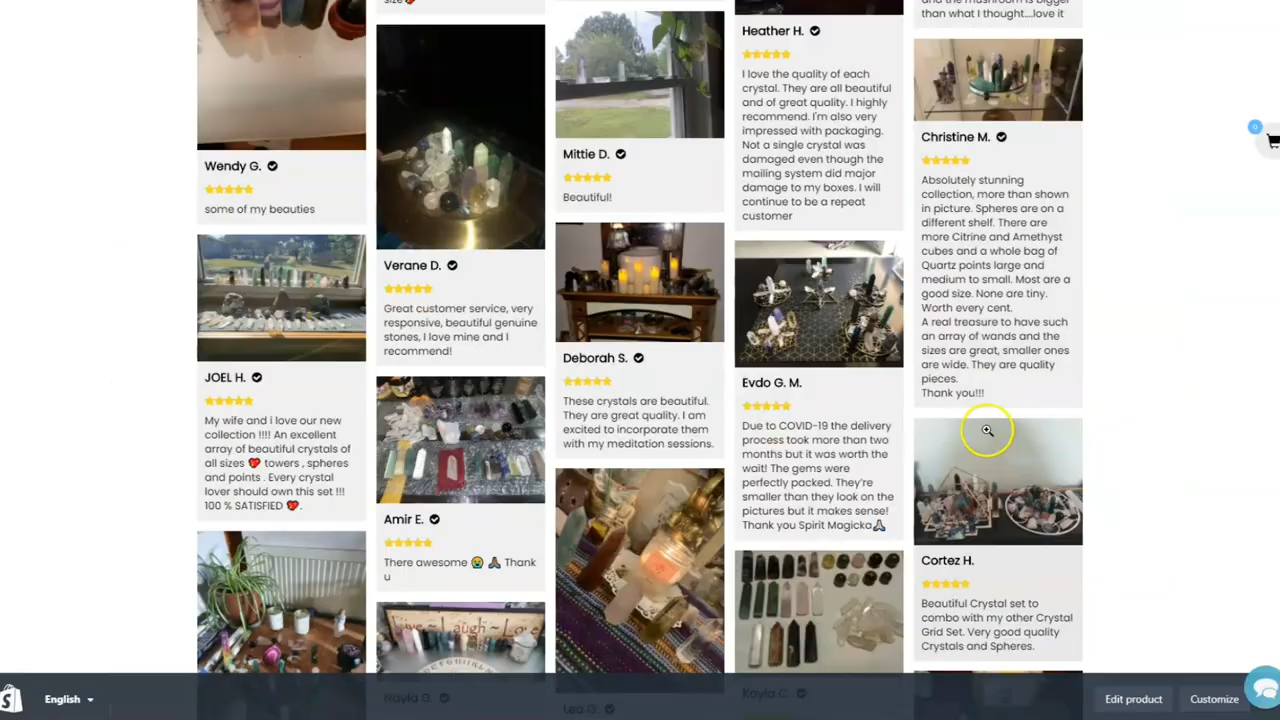 Wendy G.
some of my beauties
JOEL H.
My wife and i love our new
collection !!!! An excellent
array of beautiful crystals of
all sizes ❤️ towers , spheres
and points . Every crystal
lover should own this set !!!
100 % SATISFIED ❤️.
Verane D.
Great customer service, very
responsive, beautiful genuine
stones, I love mine and I
recommend!
Amir E.
There awesome 😭 🙏🏽 Thank
u
Live ~ Laugh ~ Love
Nayla O.
Mittie D.
Beautiful!
Deborah S.
These crystals are beautiful.
They are great quality. I am
excited to incorporate them
with my meditation sessions.
Lea B.
Heather H.
I love the quality of each
crystal. They are all beautiful
and of great quality. I highly
recommend. I'm also very
impressed with packaging.
Not a single crystal was
damaged even though the
mailing system did major
damage to my boxes. I will
continue to be a repeat
customer
Evdo G. M.
Due to COVID-19 the delivery
process took more than two
months but it was worth the
wait! The gems were
perfectly packed. They're
smaller than they look on the
pictures but it makes sense!
Thank you Spirit Magicka🙏🏽
Kayla C.
and the mushroom is bigger
than what I thought....love it
Christine M.
Absolutely stunning
collection, more than shown
in picture. Spheres are on a
different shelf. There are
more Citrine and Amethyst
cubes and a whole bag of
Quartz points large and
medium to small. Most are a
good size. None are tiny.
Worth every cent.
A real treasure to have such
an array of wands and the
sizes are great, smaller ones
are wide. They are quality
pieces.
Thank you!!!
Cortez H.
Beautiful Crystal set to
combo with my other Crystal
Grid Set. Very good quality
Crystals and Spheres.
0
English
Edit product
Customize